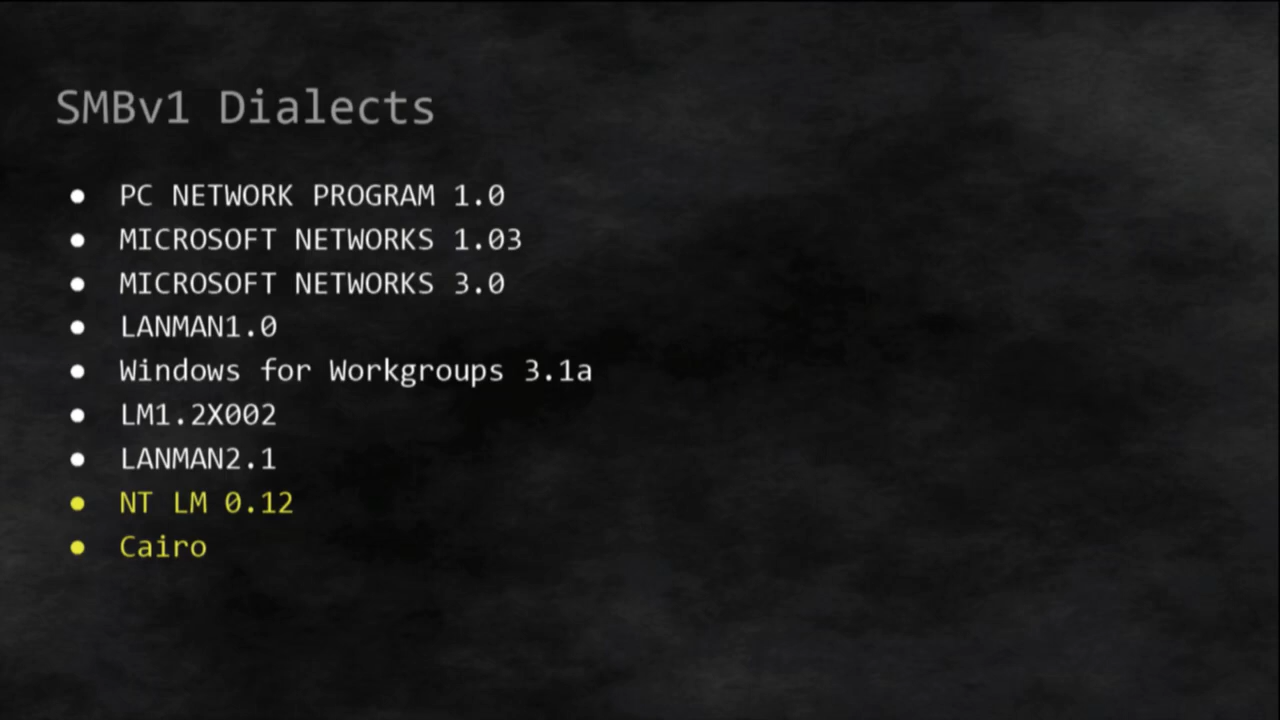 SMBv1 Dialects
PC NETWORK PROGRAM 1.0
MICROSOFT NETWORKS 1.03
MICROSOFT NETWORKS 3.0
LANMAN1.0
Windows for Workgroups 3.1a
LM1.2X002
LANMAN2.1
NT LM 0.12
Cairo